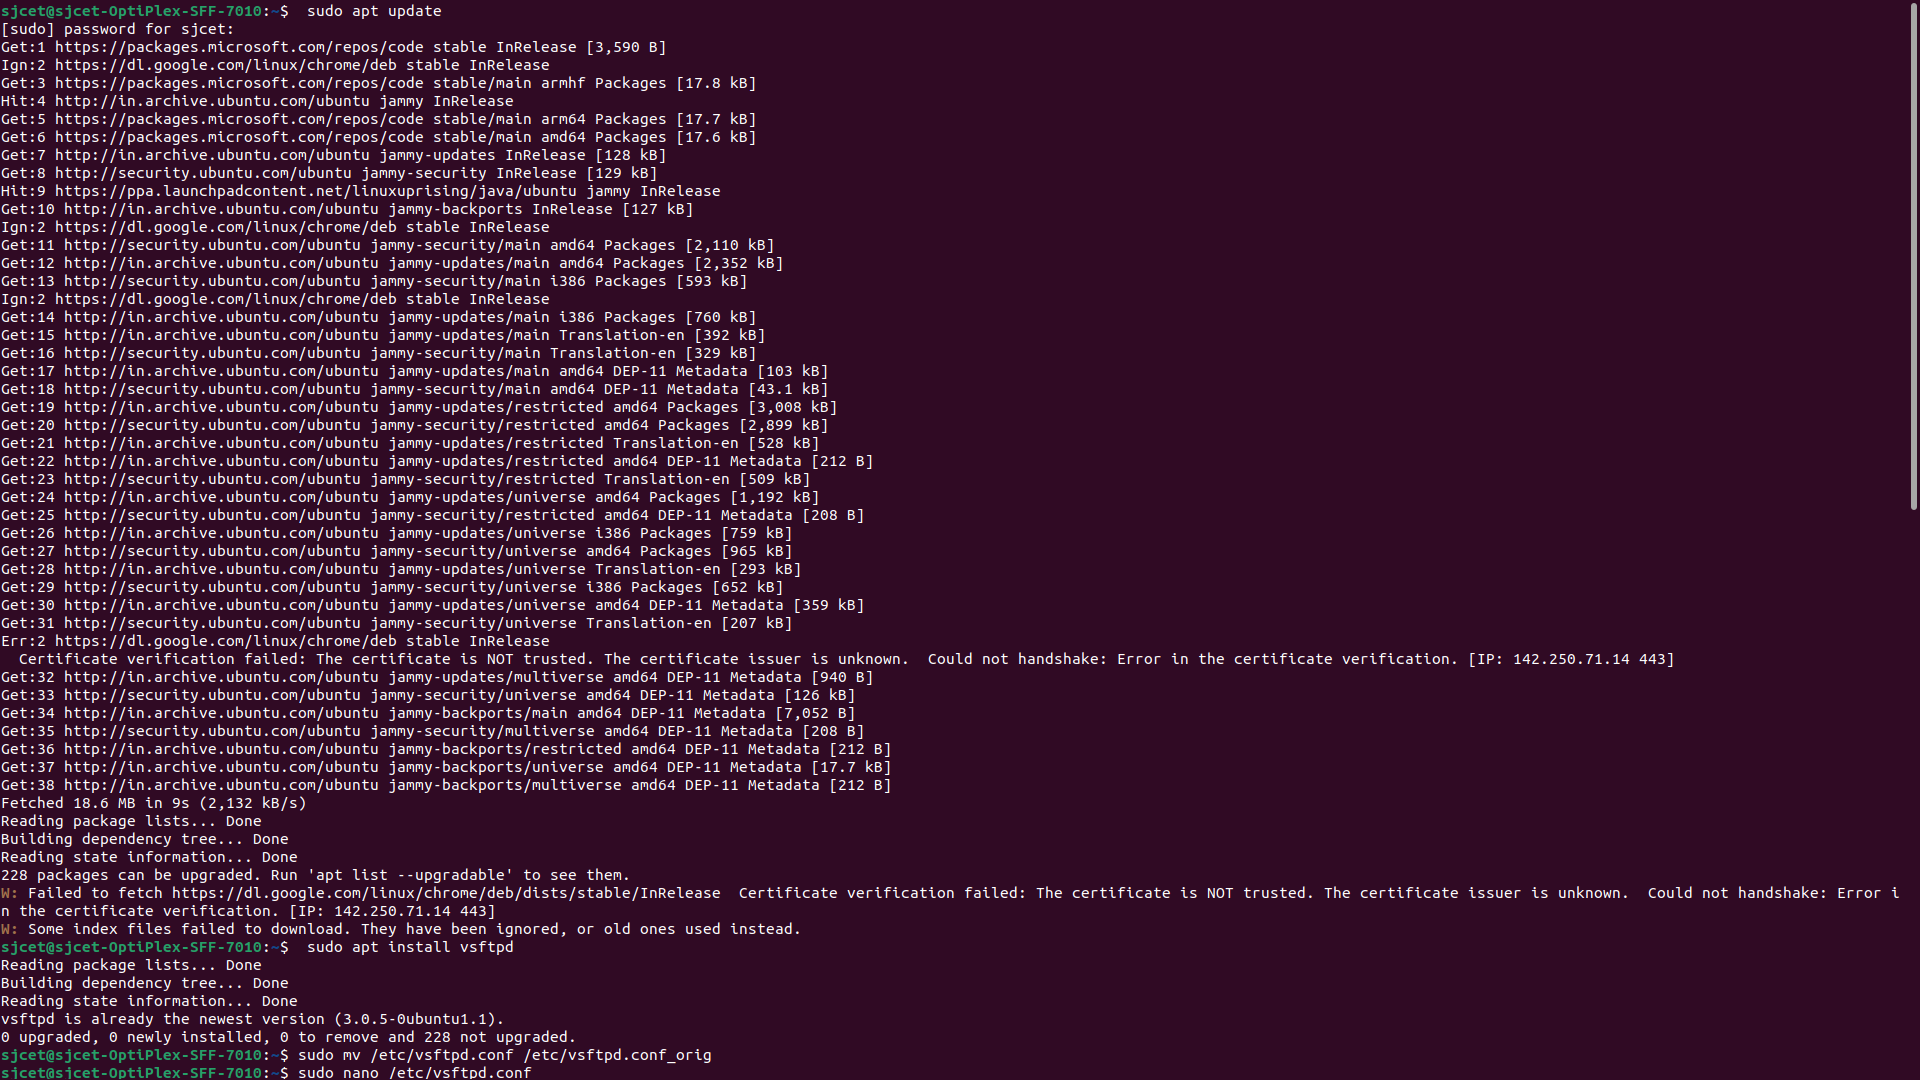 sjcet@sjcet-OptiPlex-SFF-7010:~$  sudo apt update
[sudo] password for sjcet:
Get:1 https://packages.microsoft.com/repos/code stable InRelease [3,590 B]
Ign:2 https://dl.google.com/linux/chrome/deb stable InRelease
Get:3 https://packages.microsoft.com/repos/code stable/main armhf Packages [17.8 kB]
Hit:4 http://in.archive.ubuntu.com/ubuntu jammy InRelease
Get:5 https://packages.microsoft.com/repos/code stable/main arm64 Packages [17.7 kB]
Get:6 https://packages.microsoft.com/repos/code stable/main amd64 Packages [17.6 kB]
Get:7 http://in.archive.ubuntu.com/ubuntu jammy-updates InRelease [128 kB]
Get:8 http://security.ubuntu.com/ubuntu jammy-security InRelease [129 kB]
Hit:9 https://ppa.launchpadcontent.net/linuxuprising/java/ubuntu jammy InRelease
Get:10 http://in.archive.ubuntu.com/ubuntu jammy-backports InRelease [127 kB]
Ign:2 https://dl.google.com/linux/chrome/deb stable InRelease
Get:11 http://security.ubuntu.com/ubuntu jammy-security/main amd64 Packages [2,110 kB]
Get:12 http://in.archive.ubuntu.com/ubuntu jammy-updates/main amd64 Packages [2,352 kB]
Get:13 http://security.ubuntu.com/ubuntu jammy-security/main i386 Packages [593 kB]
Ign:2 https://dl.google.com/linux/chrome/deb stable InRelease
Get:14 http://in.archive.ubuntu.com/ubuntu jammy-updates/main i386 Packages [760 kB]
Get:15 http://in.archive.ubuntu.com/ubuntu jammy-updates/main Translation-en [392 kB]
Get:16 http://security.ubuntu.com/ubuntu jammy-security/main Translation-en [329 kB]
Get:17 http://in.archive.ubuntu.com/ubuntu jammy-updates/main amd64 DEP-11 Metadata [103 kB]
Get:18 http://security.ubuntu.com/ubuntu jammy-security/main amd64 DEP-11 Metadata [43.1 kB]
Get:19 http://in.archive.ubuntu.com/ubuntu jammy-updates/restricted amd64 Packages [3,008 kB]
Get:20 http://security.ubuntu.com/ubuntu jammy-security/restricted amd64 Packages [2,899 kB]
Get:21 http://in.archive.ubuntu.com/ubuntu jammy-updates/restricted Translation-en [528 kB]
Get:22 http://in.archive.ubuntu.com/ubuntu jammy-updates/restricted amd64 DEP-11 Metadata [212 B]
Get:23 http://security.ubuntu.com/ubuntu jammy-security/restricted Translation-en [509 kB]
Get:24 http://in.archive.ubuntu.com/ubuntu jammy-updates/universe amd64 Packages [1,192 kB]
Get:25 http://security.ubuntu.com/ubuntu jammy-security/restricted amd64 DEP-11 Metadata [208 B]
Get:26 http://in.archive.ubuntu.com/ubuntu jammy-updates/universe i386 Packages [759 kB]
Get:27 http://security.ubuntu.com/ubuntu jammy-security/universe amd64 Packages [965 kB]
Get:28 http://in.archive.ubuntu.com/ubuntu jammy-updates/universe Translation-en [293 kB]
Get:29 http://security.ubuntu.com/ubuntu jammy-security/universe i386 Packages [652 kB]
Get:30 http://in.archive.ubuntu.com/ubuntu jammy-updates/universe amd64 DEP-11 Metadata [359 kB]
Get:31 http://security.ubuntu.com/ubuntu jammy-security/universe Translation-en [207 kB]
Err:2 https://dl.google.com/linux/chrome/deb stable InRelease
  Certificate verification failed: The certificate is NOT trusted. The certificate issuer is unknown.  Could not handshake: Error in the certificate verification. [IP: 142.250.71.14 443]
Get:32 http://in.archive.ubuntu.com/ubuntu jammy-updates/multiverse amd64 DEP-11 Metadata [940 B]
Get:33 http://security.ubuntu.com/ubuntu jammy-security/universe amd64 DEP-11 Metadata [126 kB]
Get:34 http://in.archive.ubuntu.com/ubuntu jammy-backports/main amd64 DEP-11 Metadata [7,052 B]
Get:35 http://security.ubuntu.com/ubuntu jammy-security/multiverse amd64 DEP-11 Metadata [208 B]
Get:36 http://in.archive.ubuntu.com/ubuntu jammy-backports/restricted amd64 DEP-11 Metadata [212 B]
Get:37 http://in.archive.ubuntu.com/ubuntu jammy-backports/universe amd64 DEP-11 Metadata [17.7 kB]
Get:38 http://in.archive.ubuntu.com/ubuntu jammy-backports/multiverse amd64 DEP-11 Metadata [212 B]
Fetched 18.6 MB in 9s (2,132 kB/s)
Reading package lists... Done
Building dependency tree... Done
Reading state information... Done
228 packages can be upgraded. Run 'apt list --upgradable' to see them.
W: Failed to fetch https://dl.google.com/linux/chrome/deb/dists/stable/InRelease  Certificate verification failed: The certificate is NOT trusted. The certificate issuer is unknown.  Could not handshake: Error i
n the certificate verification. [IP: 142.250.71.14 443]
W: Some index files failed to download. They have been ignored, or old ones used instead.
sjcet@sjcet-OptiPlex-SFF-7010:~$  sudo apt install vsftpd
Reading package lists... Done
Building dependency tree... Done
Reading state information... Done
vsftpd is already the newest version (3.0.5-0ubuntu1.1).
0 upgraded, 0 newly installed, 0 to remove and 228 not upgraded.
sjcet@sjcet-OptiPlex-SFF-7010:~$ sudo mv /etc/vsftpd.conf /etc/vsftpd.conf_orig
sjcet@sjcet-OptiPlex-SFF-7010:~$ sudo nano /etc/vsftpd.conf